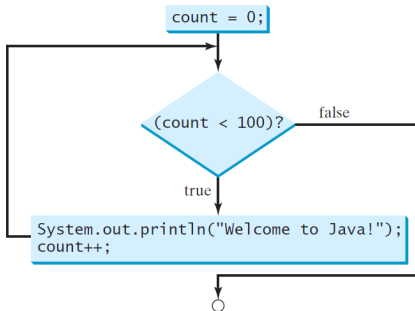 count = 0;
(count < 100)?
false
true
System.out.println("Welcome to Java!");
count++;